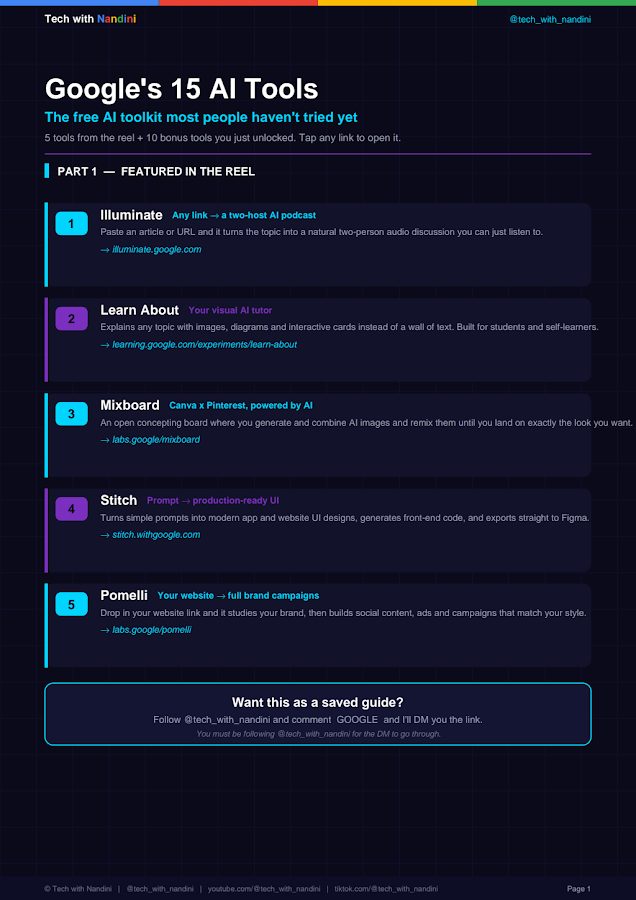 Tech with Nandini
@tech_with_nandini
Google's 15 AI Tools
The free AI toolkit most people haven't tried yet
5 tools from the reel + 10 bonus tools you just unlocked. Tap any link to open it.
PART 1 — FEATURED IN THE REEL
1
Illuminate Any link → a two-host AI podcast
Paste an article or URL and it turns the topic into a natural two-person audio discussion you can just listen to.
→ illuminate.google.com
2
Learn About Your visual AI tutor
Explains any topic with images, diagrams and interactive cards instead of a wall of text. Built for students and self-learners.
→ learning.google.com/experiments/learn-about
3
Mixboard Canva x Pinterest, powered by AI
An open concepting board where you generate and combine AI images and remix them until you land on exactly the look you want.
→ labs.google/mixboard
4
Stitch Prompt → production-ready UI
Turns simple prompts into modern app and website UI designs, generates front-end code, and exports straight to Figma.
→ stitch.withgoogle.com
5
Pomelli Your website → full brand campaigns
Drop in your website link and it studies your brand, then builds social content, ads and campaigns that match your style.
→ labs.google/pomelli
Want this as a saved guide?
Follow @tech_with_nandini and comment GOOGLE and I'll DM you the link.
You must be following @tech_with_nandini for the DM to go through.
© Tech with Nandini | @tech_with_nandini | youtube.com/@tech_with_nandini | tiktok.com/@tech_with_nandini
Page 1